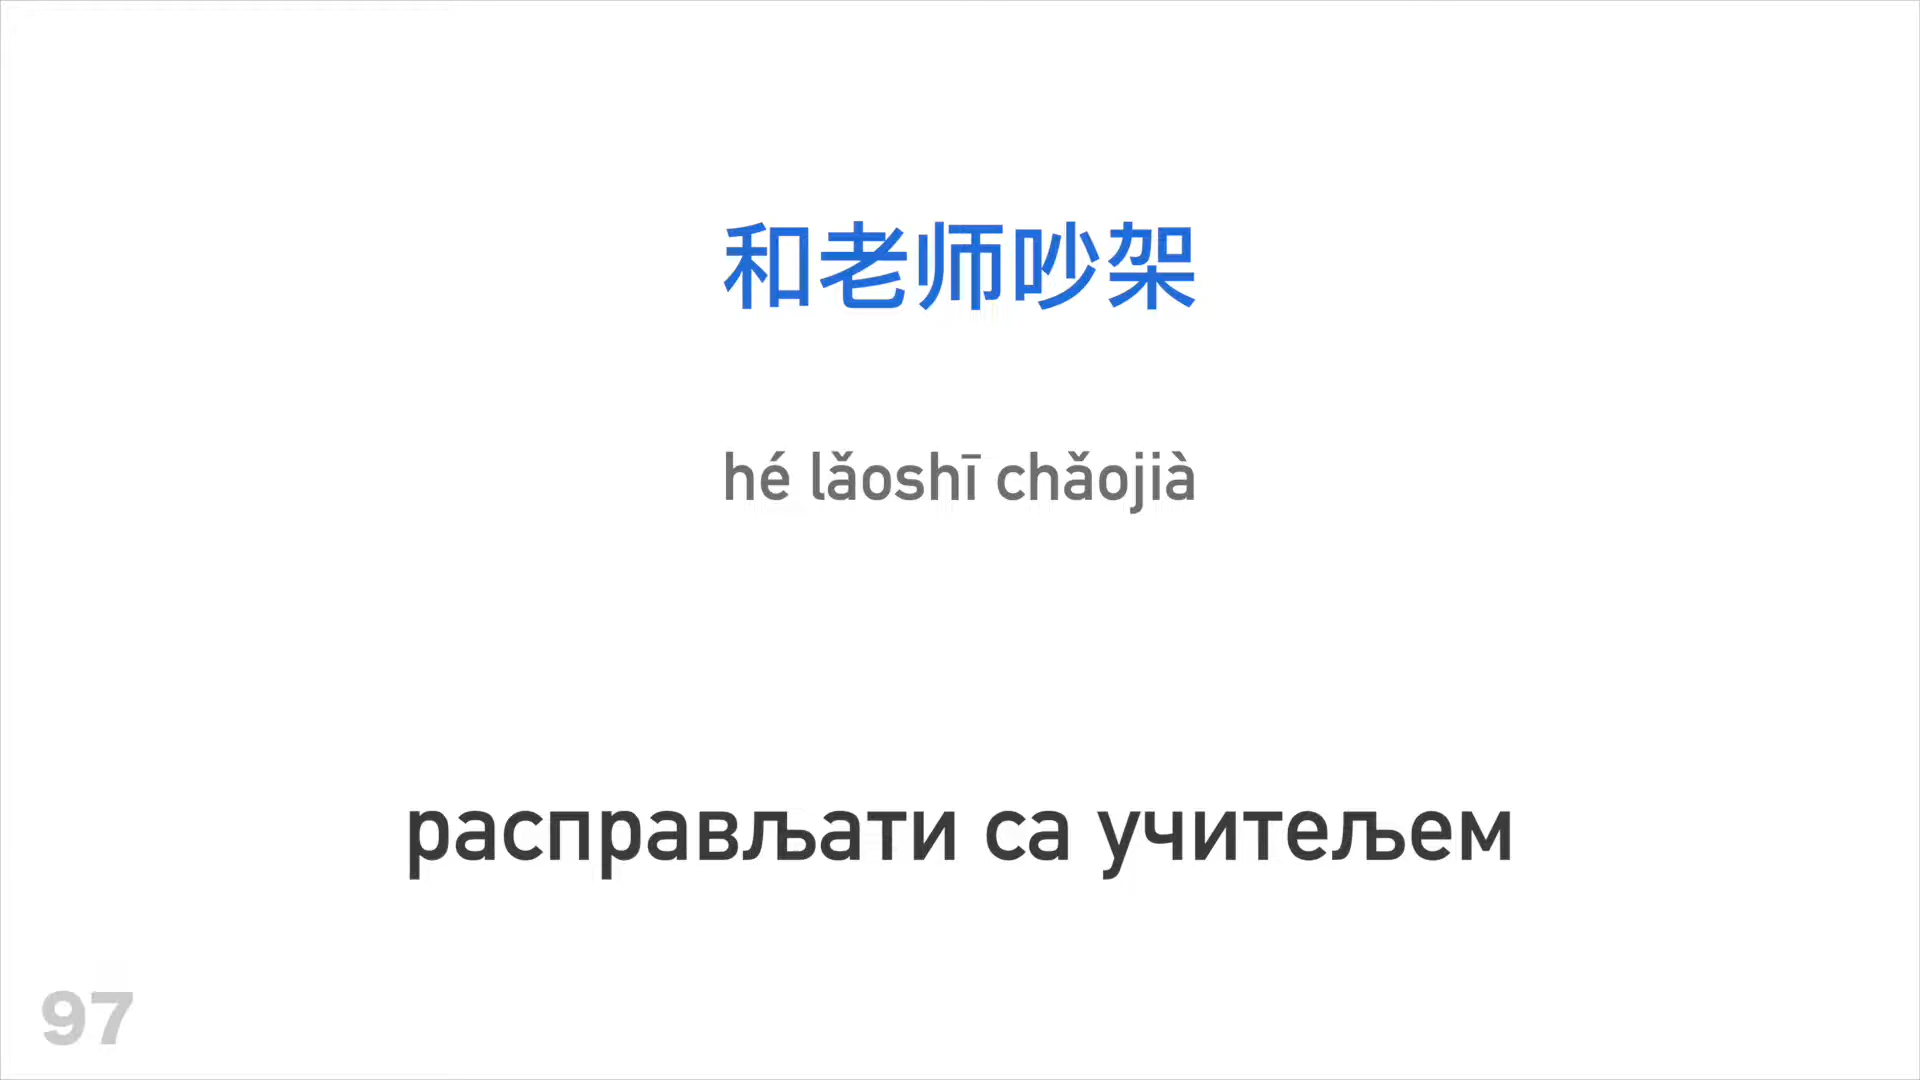 和老师吵架
hé lǎoshī chǎojià
расправљати са учитељем
97